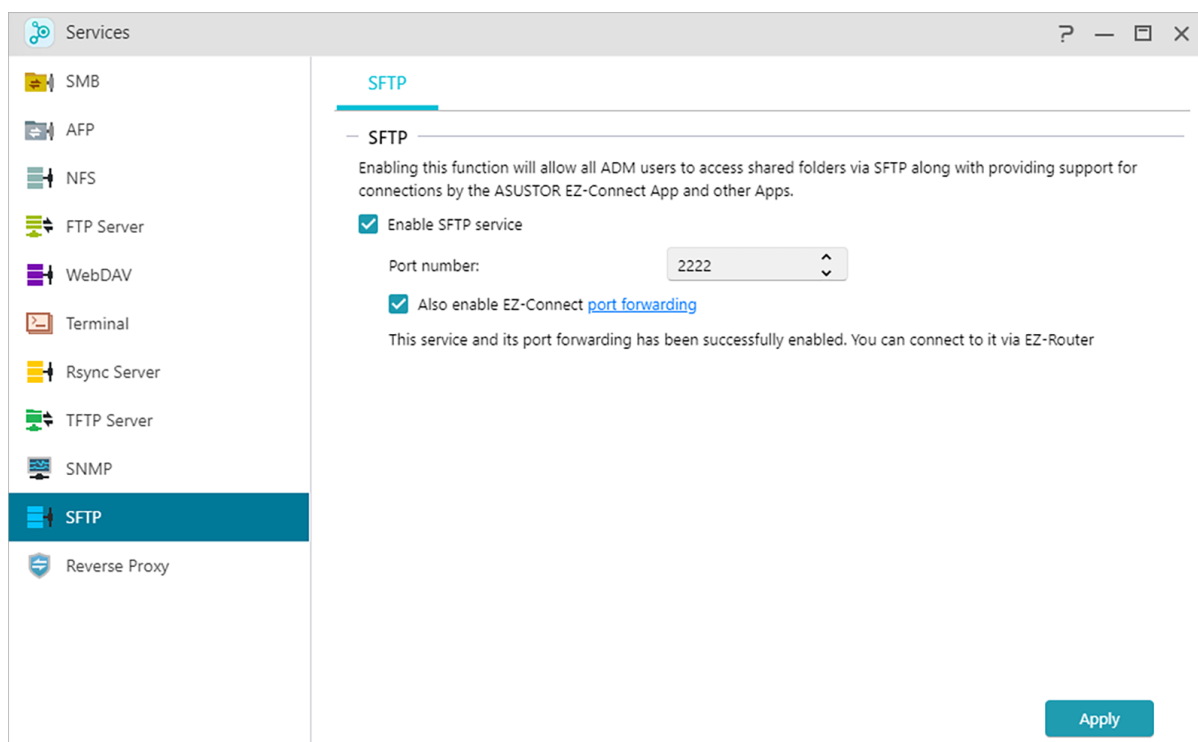 Services
SMB
AFP
NFS
FTP Server
WebDAV
Terminal
Rsync Server
TFTP Server
SNMP
SFTP
Reverse Proxy
SFTP
SFTP
Enabling this function will allow all ADM users to access shared folders via SFTP along with providing support for
connections by the ASUSTOR EZ-Connect App and other Apps.
Enable SFTP service
Port number: 2222
Also enable EZ-Connect port forwarding
This service and its port forwarding has been successfully enabled. You can connect to it via EZ-Router
Apply